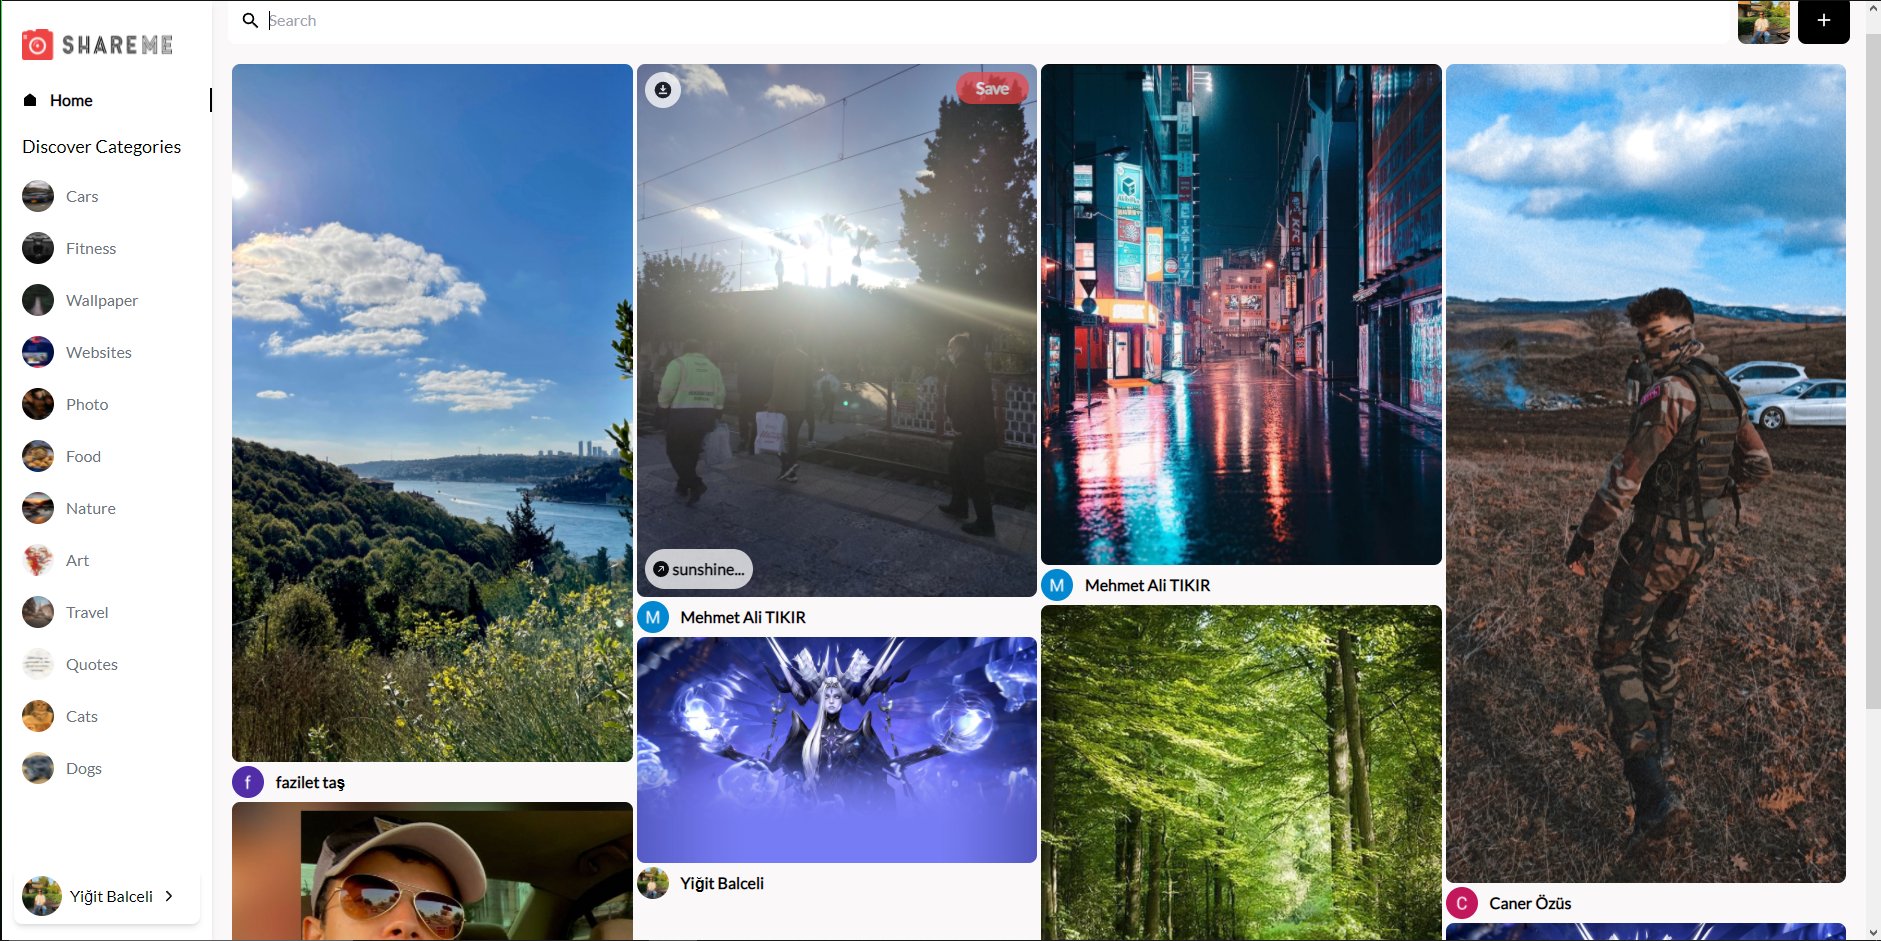 SHAREME
Search
Home
Discover Categories
Cars
Fitness
Wallpaper
Websites
Photo
Food
Nature
Art
Travel
Quotes
Cats
Dogs
Yiğit Balceli
Save
sunshine...
f
fazilet taş
M
Mehmet Ali TIKIR
Yiğit Balceli
KFC
M
Mehmet Ali TIKIR
C
Caner Özüs